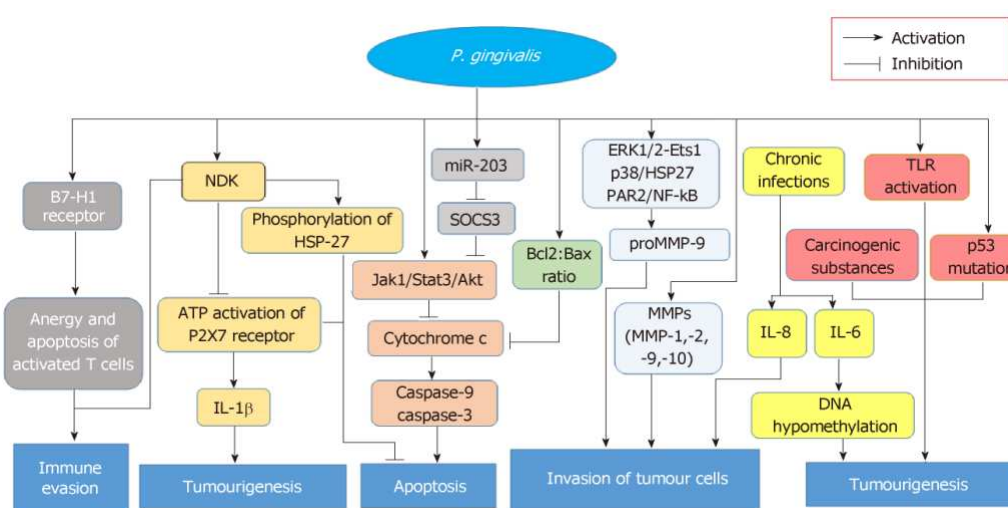 P. gingivalis
Activation
Inhibition
B7-H1
receptor
NDK
Phosphorylation of
HSP-27
miR-203
SOCS3
Jak1/Stat3/Akt
Bcl2:Bax
ratio
ERK1/2-Ets1
p38/HSP27
PAR2/NF-kB
proMMP-9
Chronic
infections
TLR
activation
Carcinogenic
substances
p53
mutation
Anergy and
apoptosis of
activated T cells
ATP activation of
P2X7 receptor
Cytochrome c
MMPs
(MMP-1,-2,
-9,-10)
IL-8
IL-6
IL-1β
Caspase-9
caspase-3
DNA
hypomethylation
Immune
evasion
Tumourigenesis
Apoptosis
Invasion of tumour cells
Tumourigenesis